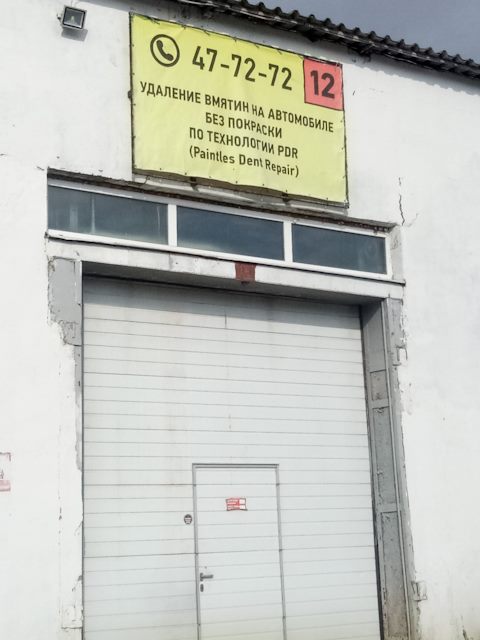 47-72-72 12
УДАЛЕНИЕ ВМЯТИН НА АВТОМОБИЛЕ
БЕЗ ПОКРАСКИ
ПО ТЕХНОЛОГИИ PDR
(Paintles Dent Repair)